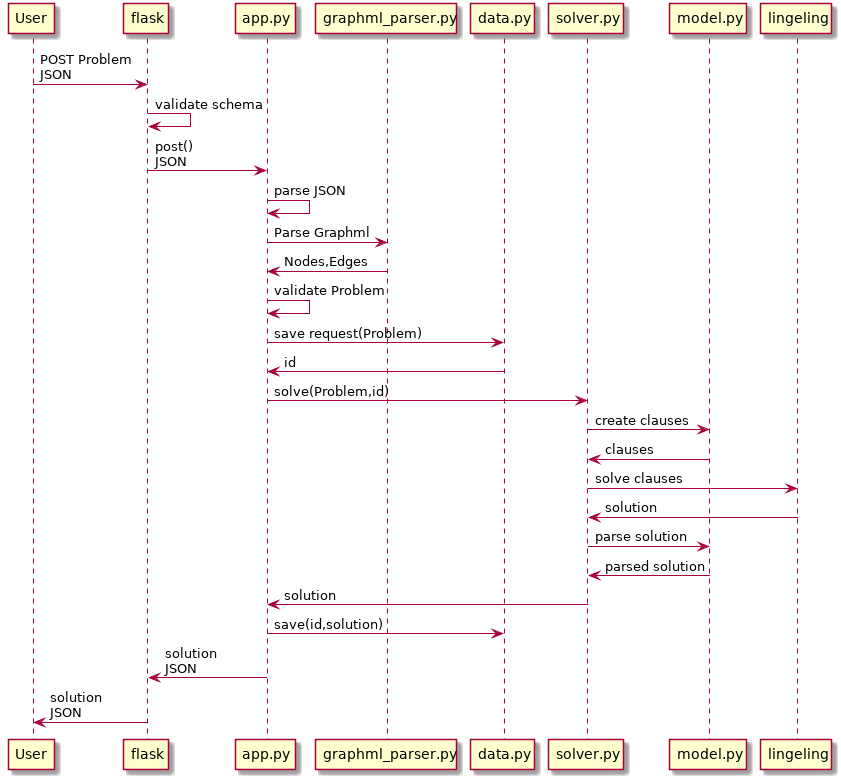 User flask app.py graphml_parser.py data.py solver.py model.py lingeling
POST Problem
JSON
validate schema
post()
JSON
parse JSON
Parse Graphml
Nodes,Edges
validate Problem
save request(Problem)
id
solve(Problem,id)
create clauses
clauses
solve clauses
solution
parse solution
parsed solution
solution
save(id,solution)
solution
JSON
solution
JSON
User flask app.py graphml_parser.py data.py solver.py model.py lingeling